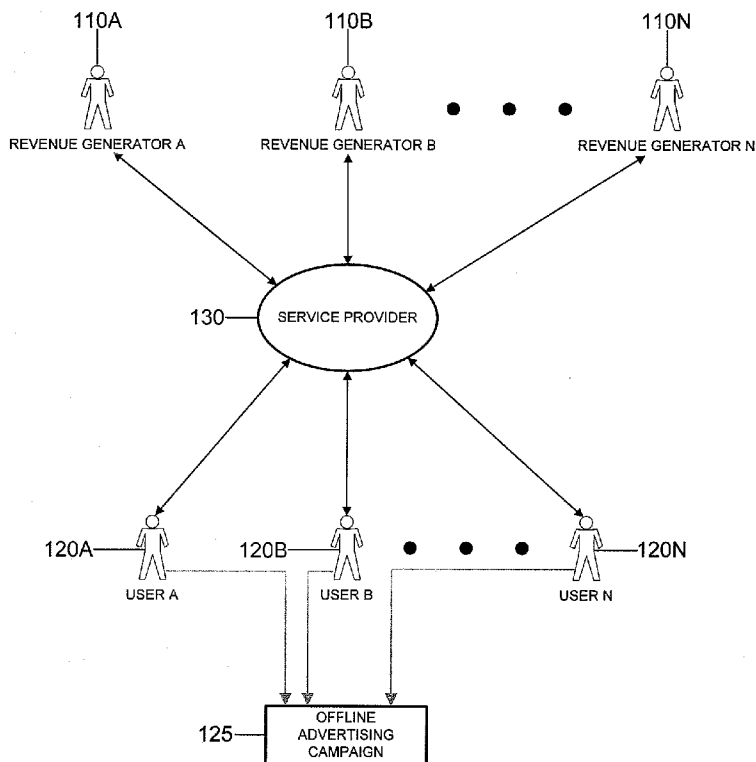 110A
110B
110N
REVENUE GENERATOR A
REVENUE GENERATOR B
REVENUE GENERATOR N
130
SERVICE PROVIDER
120A
120B
120N
USER A
USER B
USER N
125
OFFLINE
ADVERTISING
CAMPAIGN